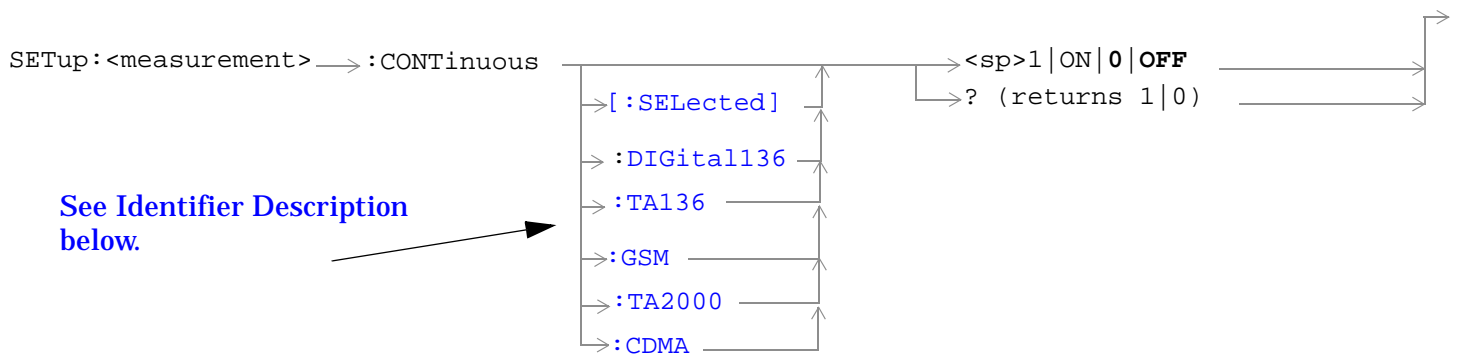 SETup:<measurement> :CONTinuous <sp>1|ON|0|OFF
[:SELected] ? (returns 1|0)
:DIGital136
:TA136
See Identifier Description
below.
:GSM
:TA2000
:CDMA